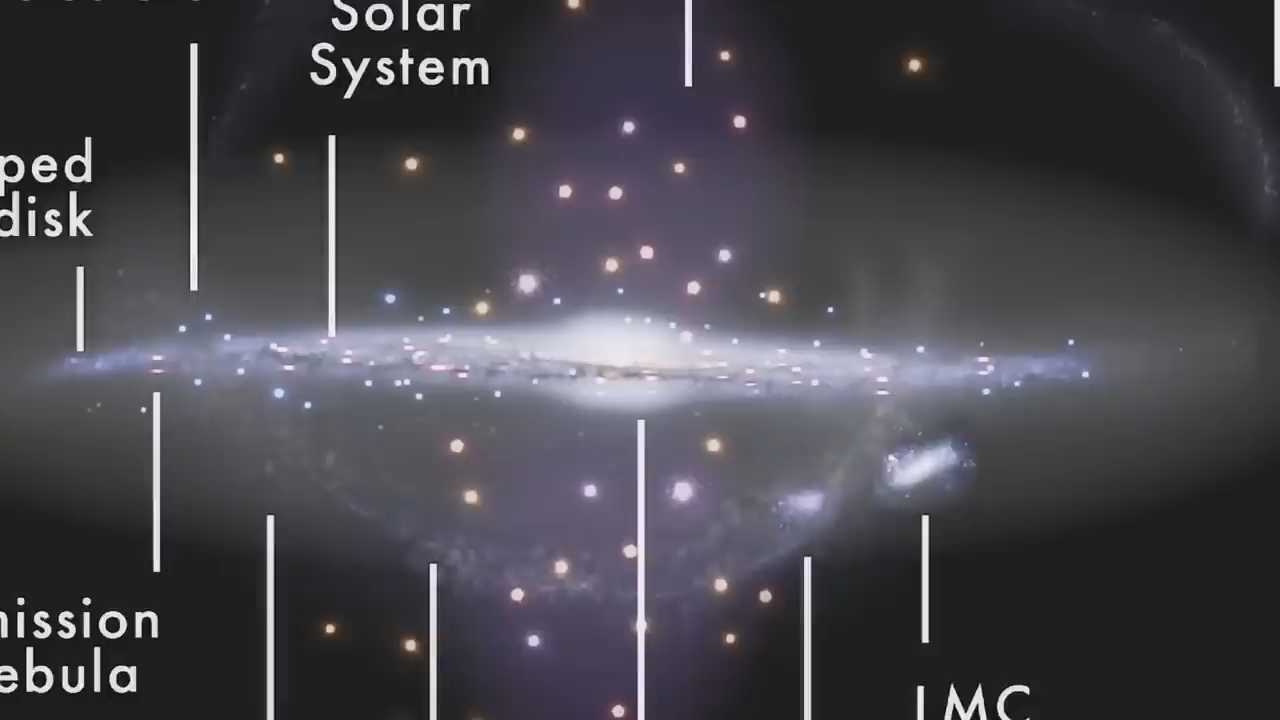 Solar
System
ped
disk
nission
ebula
LMC